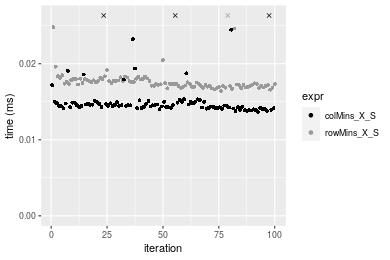 0.02
0.01
0.00
time (ms)
0
25
50
75
100
iteration
expr
colMins_X_S
rowMins_X_S